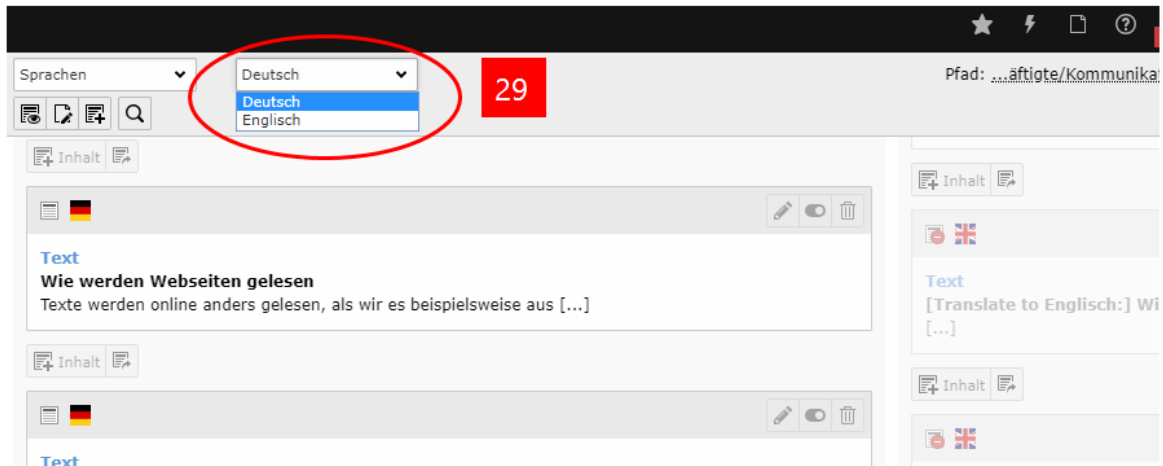 Sprachen
Deutsch
29
Pfad: ...äftigte/Kommunika
Deutsch
Englisch
Inhalt
Inhalt
Text
Wie werden Webseiten gelesen
Texte werden online anders gelesen, als wir es beispielsweise aus [...]
Text
[Translate to Englisch:] Wi
[...]
Inhalt
Inhalt
Text